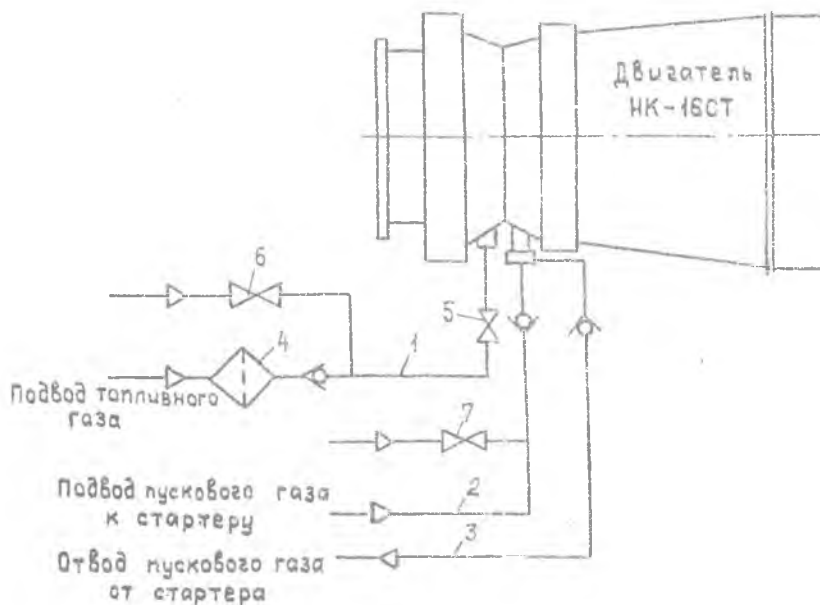 Двигатель
НК-16СТ
6
5
4
1
Подвод топливного
газа
7
Подвод пускового газа
к стартеру
2
3
Отвод пускового газа
от стартера